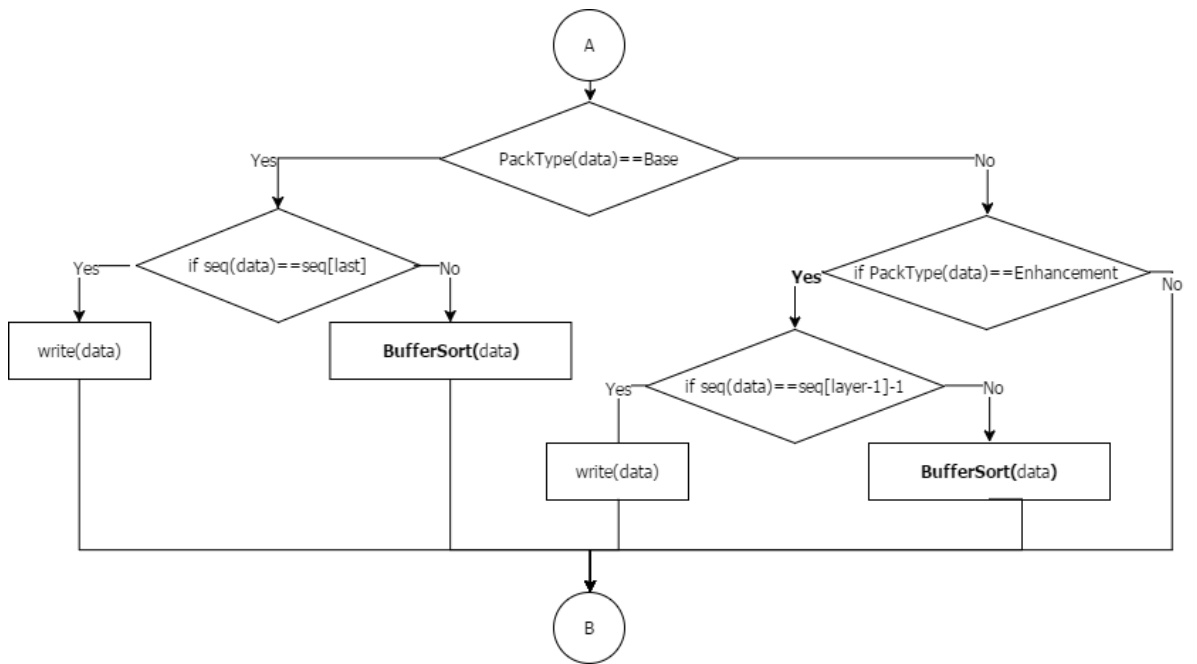 A
PackType(data)==Base
Yes
No
if seq(data)==seq[last]
if PackType(data)==Enhancement
Yes
No
Yes
No
write(data)
BufferSort(data)
if seq(data)==seq[layer-1]-1
Yes
No
write(data)
BufferSort(data)
B